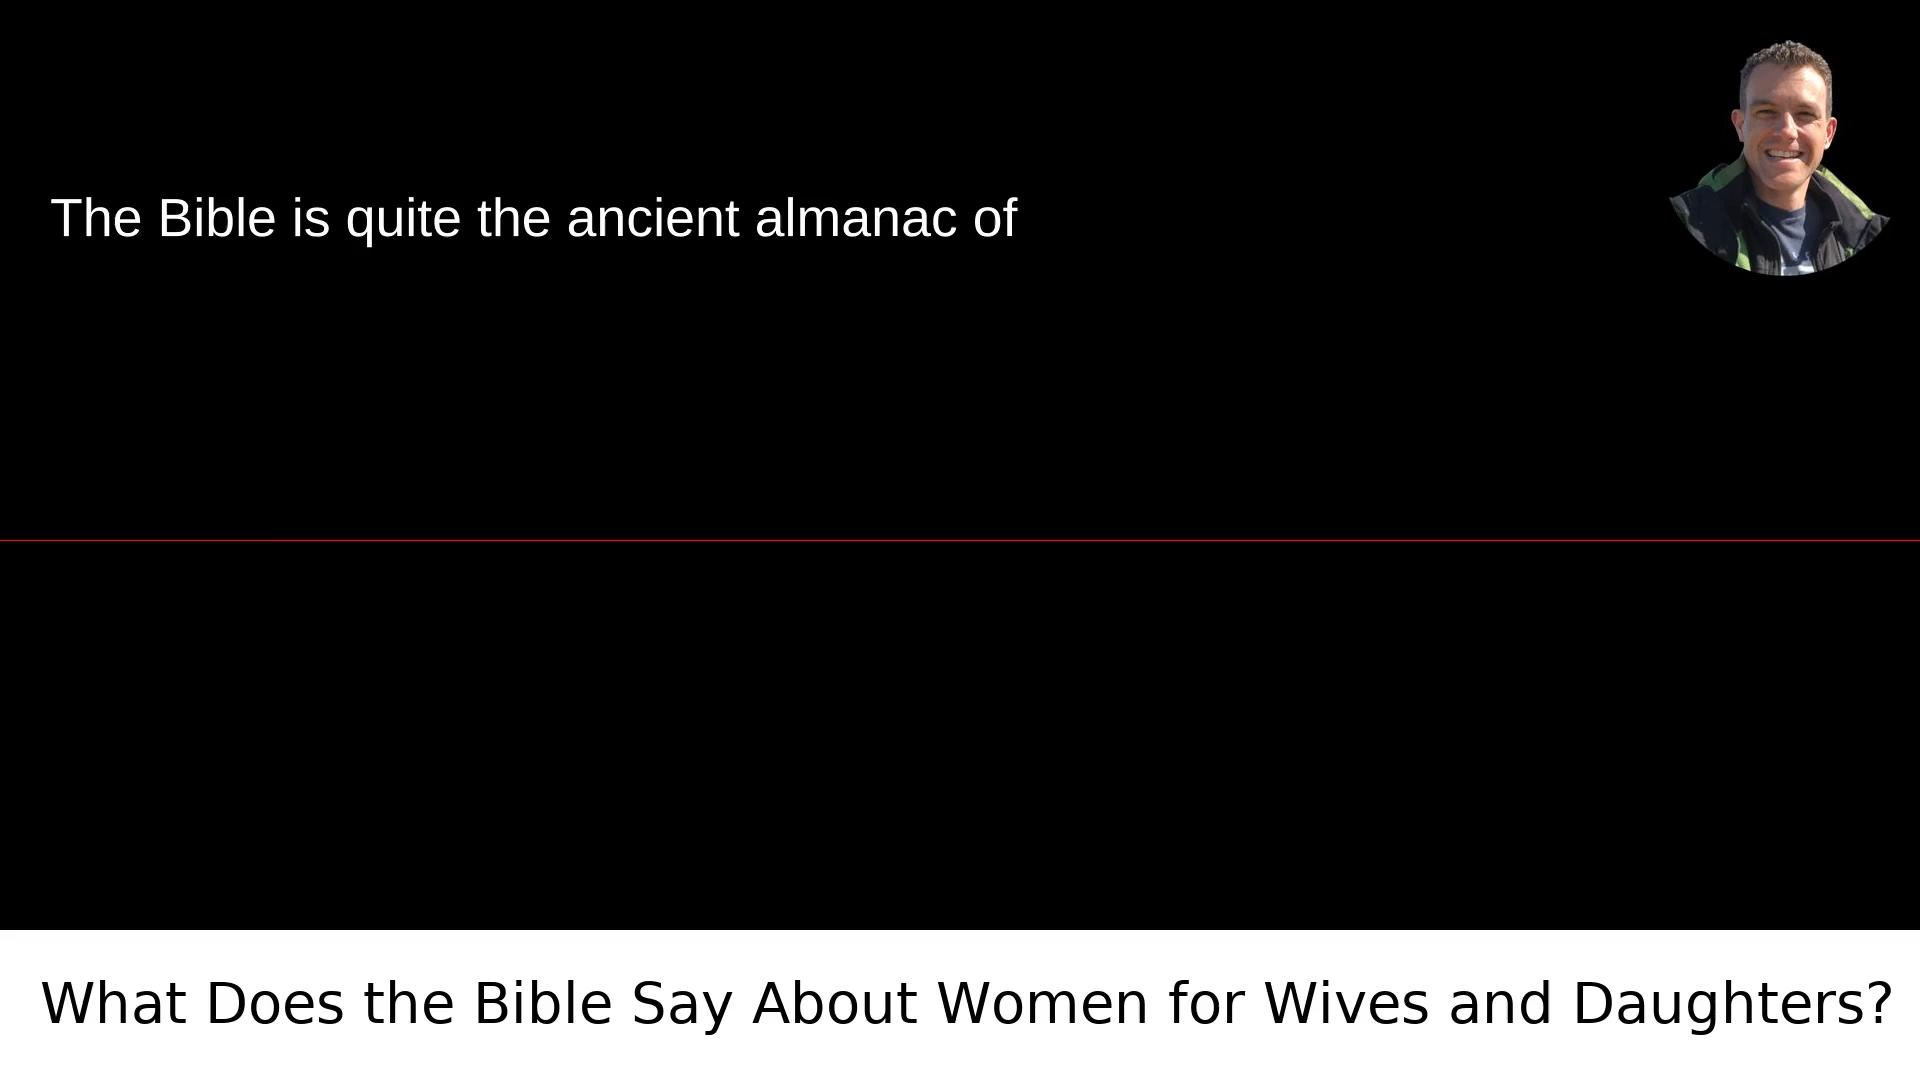 The Bible is quite the ancient almanac of
What Does the Bible Say About Women for Wives and Daughters?